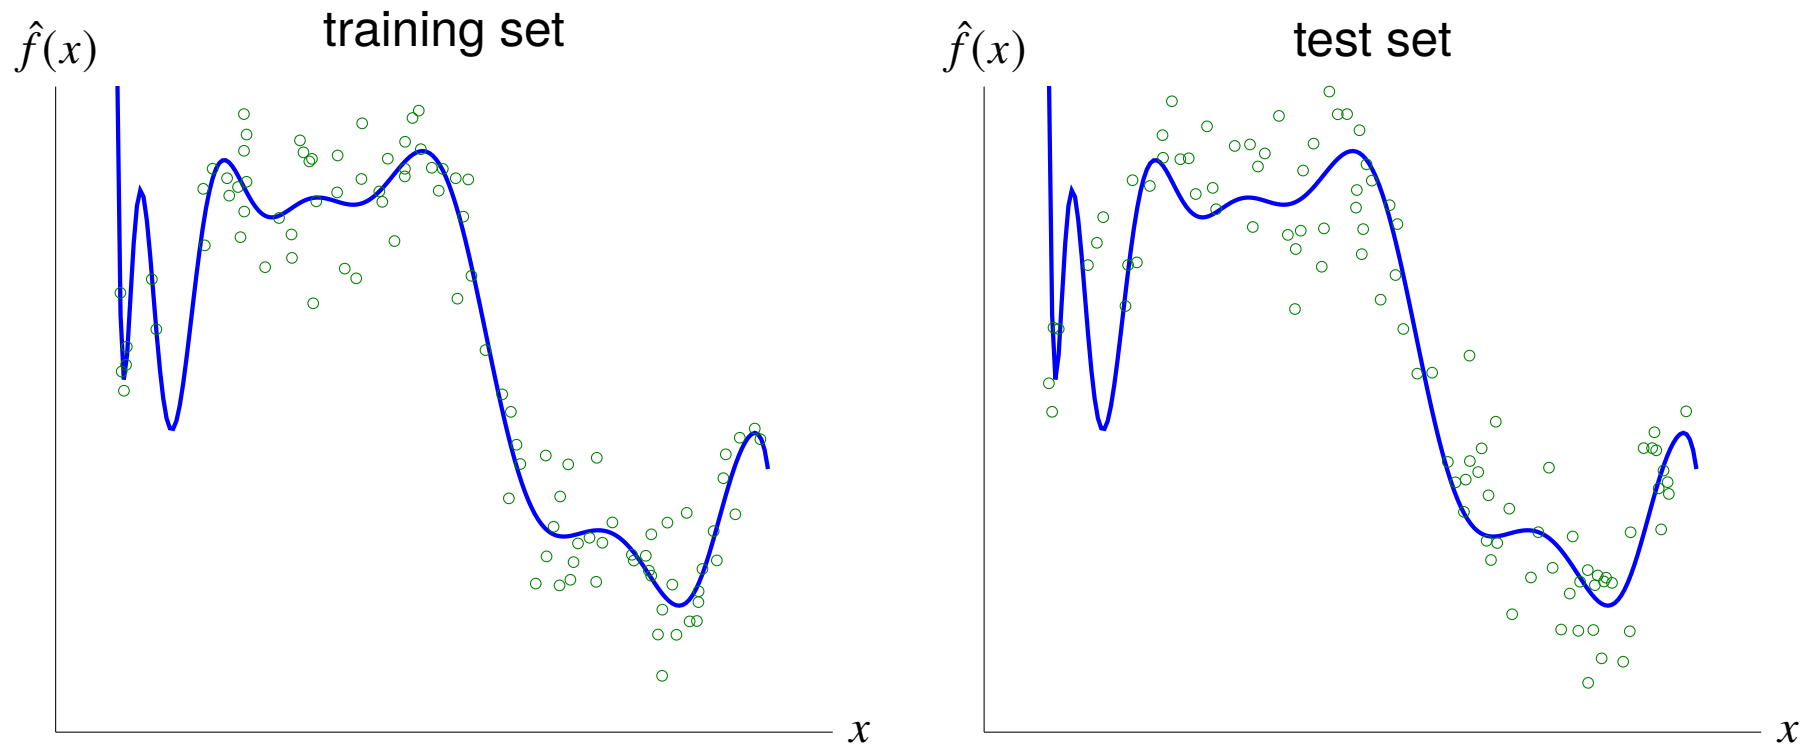 training set
f̂(x)
x
test set
f̂(x)
x